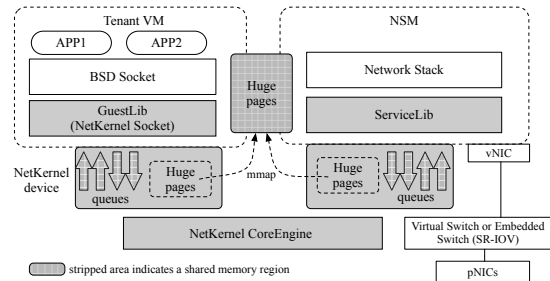 Tenant VM
NSM
APP1
APP2
BSD Socket
GuestLib
(NetKernel Socket)
Huge
pages
Network Stack
ServiceLib
NetKernel
device
queues
Huge
pages
mmap
Huge
pages
queues
vNIC
NetKernel CoreEngine
Virtual Switch or Embedded
Switch (SR-IOV)
pNICs
stripped area indicates a shared memory region